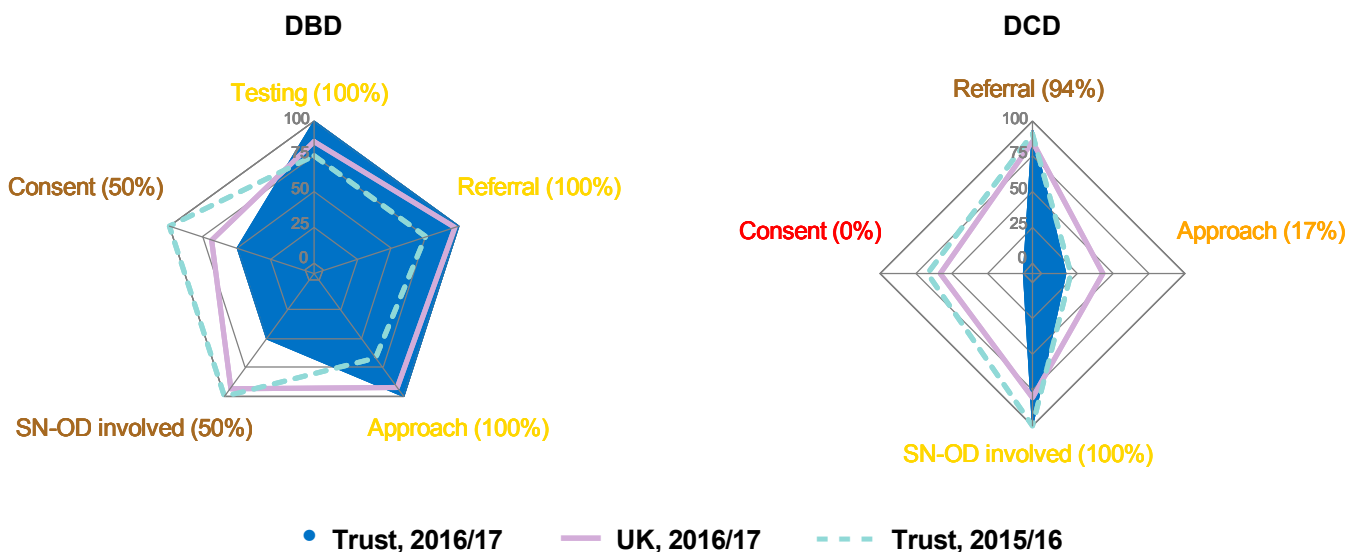 DBD
Testing (100%)
100
75
50
25
0
Consent (50%)
Referral (100%)
SN-OD involved (50%)
Approach (100%)
DCD
Referral (94%)
100
75
50
25
0
Consent (0%)
Approach (17%)
SN-OD involved (100%)
Trust, 2016/17
UK, 2016/17
Trust, 2015/16